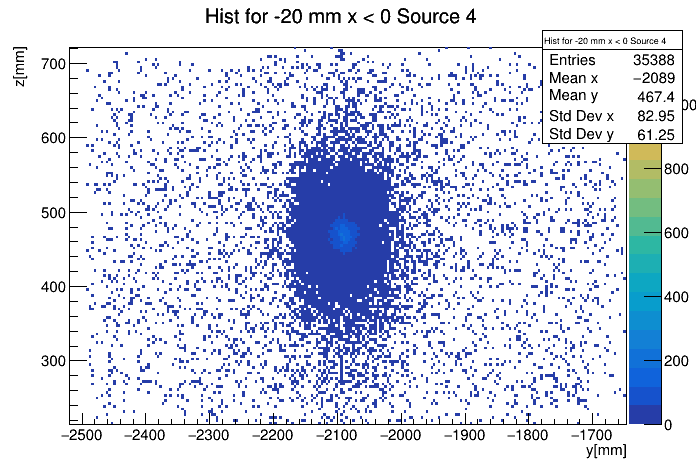 Hist for -20 mm x < 0 Source 4
Hist for -20 mm x < 0 Source 4
Entries 35388
Mean x −2089
Mean y 467.4
Std Dev x 82.95
Std Dev y 61.25
z[mm]
700
600
500
400
300
800
600
400
200
0
−2500 −2400 −2300 −2200 −2100 −2000 −1900 −1800 −1700
y[mm]